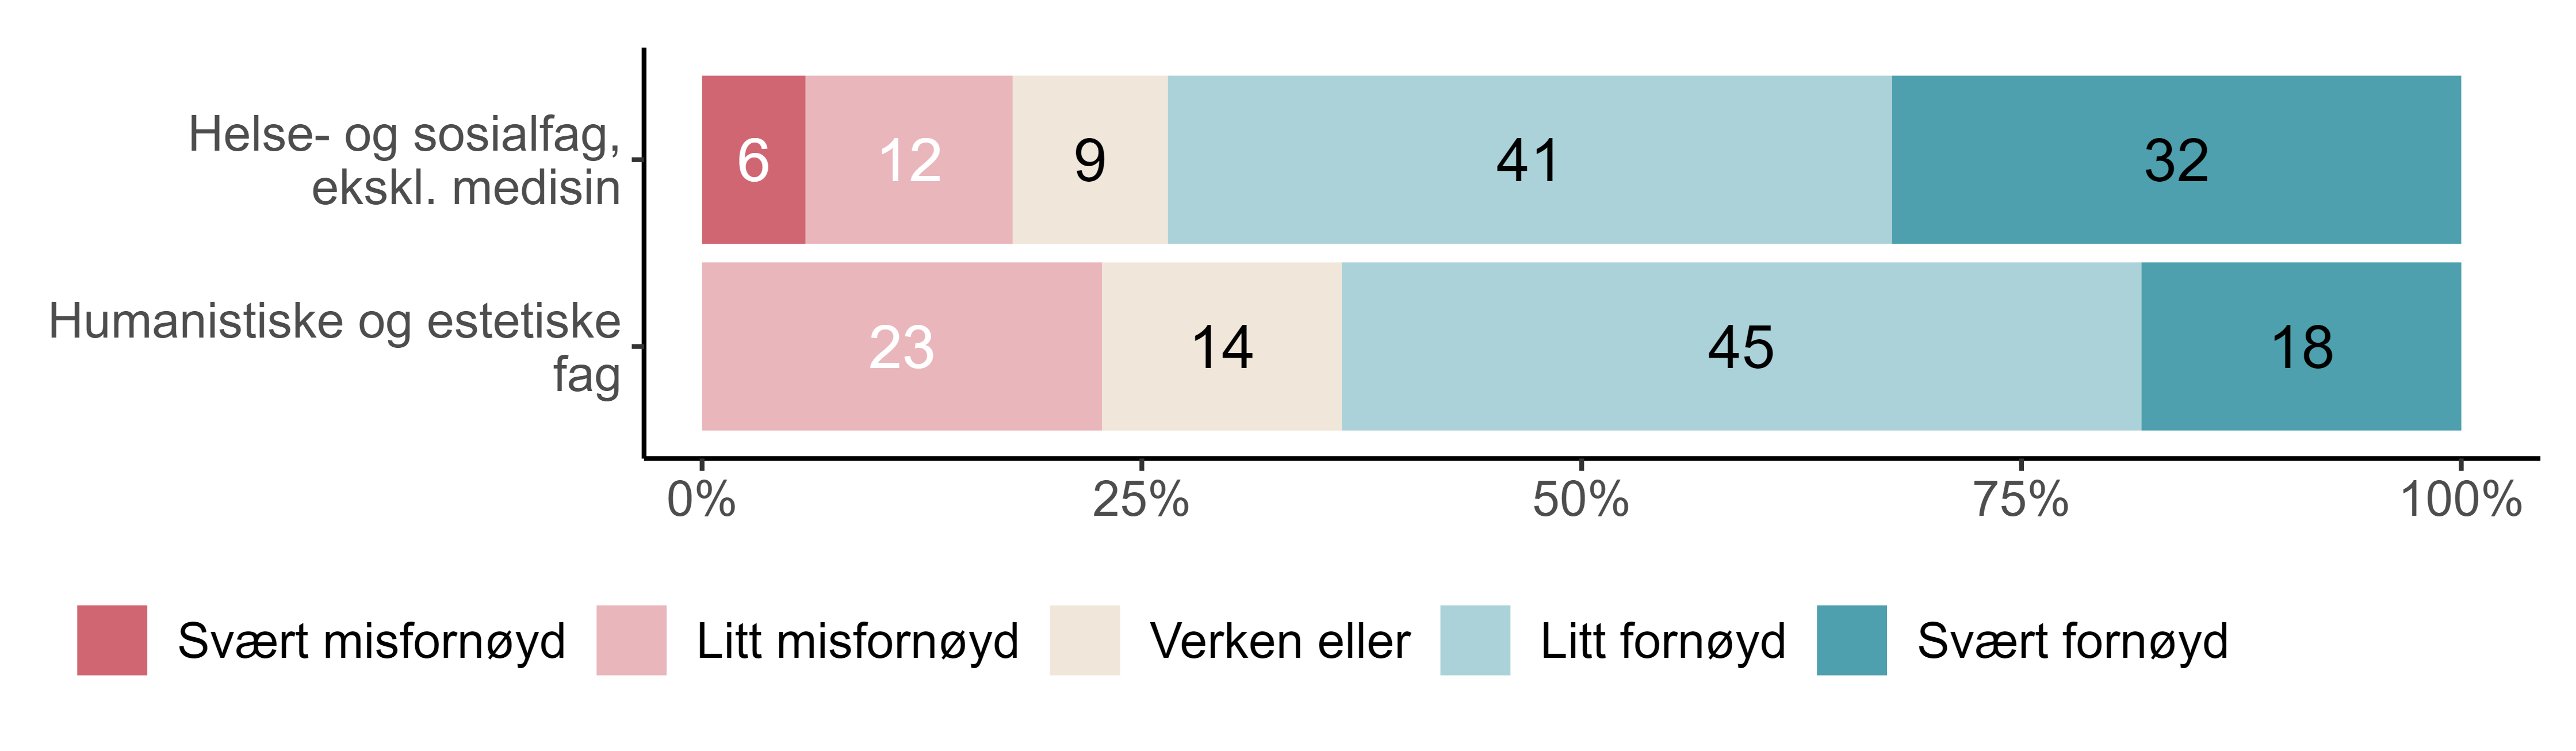 Helse- og sosialfag,
ekskl. medisin
6 12 9 41 32
Humanistiske og estetiske
fag
23 14 45 18
0% 25% 50% 75% 100%
Svært misfornøyd Litt misfornøyd Verken eller Litt fornøyd Svært fornøyd